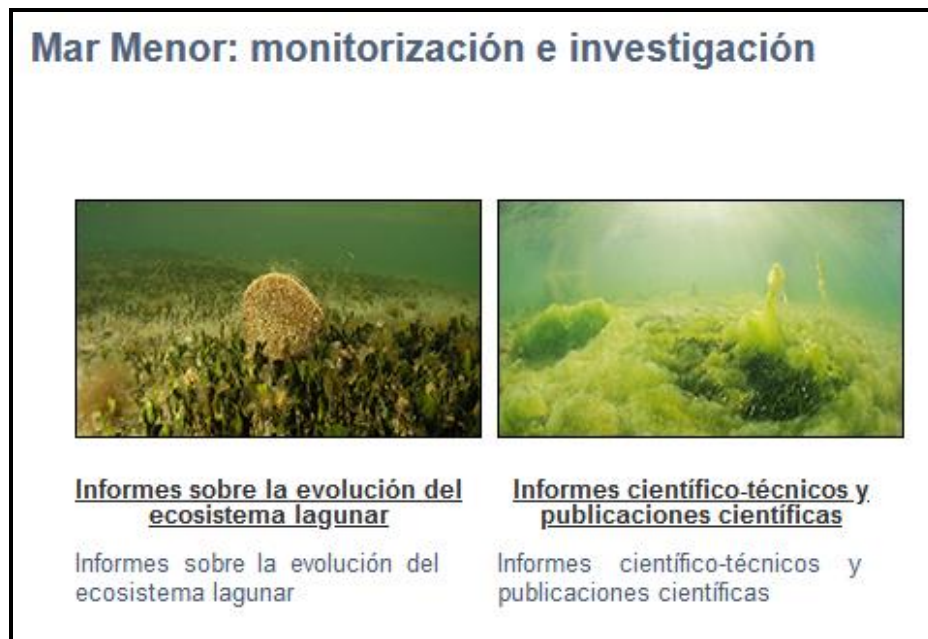 Mar Menor: monitorización e investigación
Informes sobre la evolución del
ecosistema lagunar
Informes científico-técnicos y
publicaciones científicas
Informes sobre la evolución del
ecosistema lagunar
Informes científico-técnicos y
publicaciones científicas